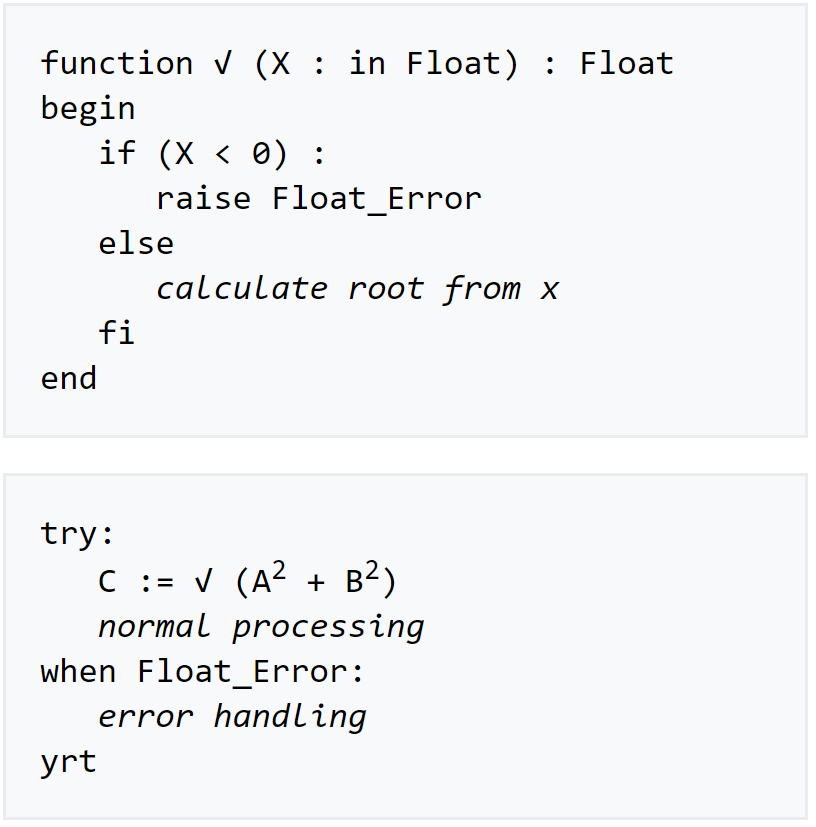 function √ (X : in Float) : Float
begin
   if (X < 0) :
      raise Float_Error
   else
      calculate root from x
   fi
end
try:
   C := √ (A² + B²)
   normal processing
when Float_Error:
   error handling
yrt